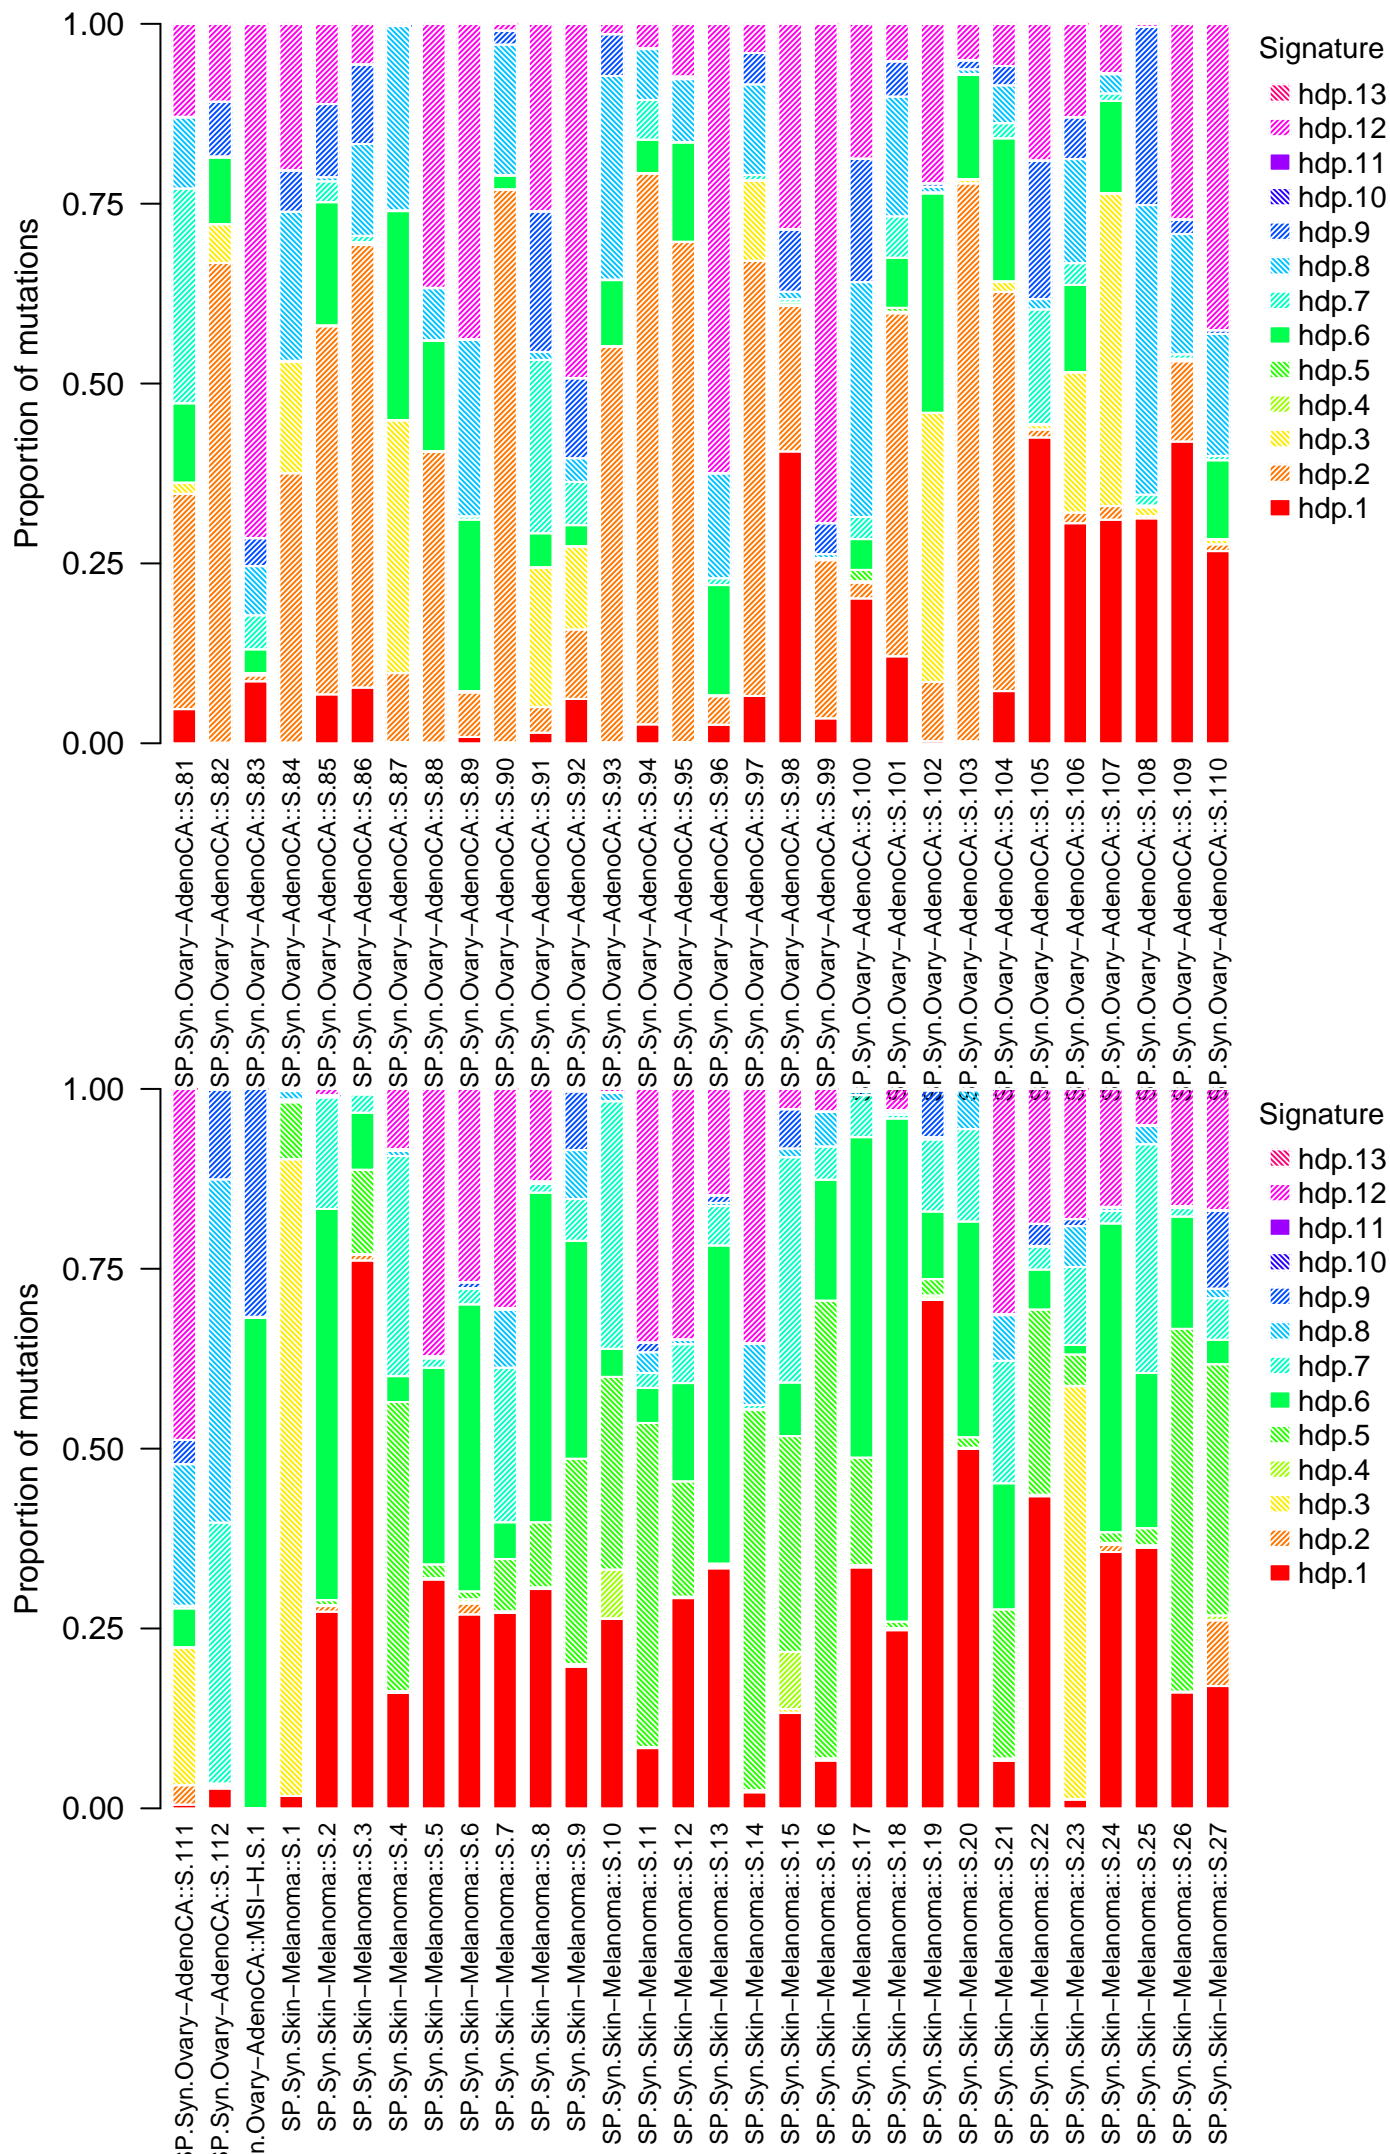 Proportion of mutations
1.00
0.75
0.50
0.25
0.00
SP.Syn.Ovary−AdenoCA::S.81
SP.Syn.Ovary−AdenoCA::S.82
SP.Syn.Ovary−AdenoCA::S.83
SP.Syn.Ovary−AdenoCA::S.84
SP.Syn.Ovary−AdenoCA::S.85
SP.Syn.Ovary−AdenoCA::S.86
SP.Syn.Ovary−AdenoCA::S.87
SP.Syn.Ovary−AdenoCA::S.88
SP.Syn.Ovary−AdenoCA::S.89
SP.Syn.Ovary−AdenoCA::S.90
SP.Syn.Ovary−AdenoCA::S.91
SP.Syn.Ovary−AdenoCA::S.92
SP.Syn.Ovary−AdenoCA::S.93
SP.Syn.Ovary−AdenoCA::S.94
SP.Syn.Ovary−AdenoCA::S.95
SP.Syn.Ovary−AdenoCA::S.96
SP.Syn.Ovary−AdenoCA::S.97
SP.Syn.Ovary−AdenoCA::S.98
SP.Syn.Ovary−AdenoCA::S.99
SP.Syn.Ovary−AdenoCA::S.100
SP.Syn.Ovary−AdenoCA::S.101
SP.Syn.Ovary−AdenoCA::S.102
SP.Syn.Ovary−AdenoCA::S.103
SP.Syn.Ovary−AdenoCA::S.104
SP.Syn.Ovary−AdenoCA::S.105
SP.Syn.Ovary−AdenoCA::S.106
SP.Syn.Ovary−AdenoCA::S.107
SP.Syn.Ovary−AdenoCA::S.108
SP.Syn.Ovary−AdenoCA::S.109
SP.Syn.Ovary−AdenoCA::S.110
Signature
hdp.13
hdp.12
hdp.11
hdp.10
hdp.9
hdp.8
hdp.7
hdp.6
hdp.5
hdp.4
hdp.3
hdp.2
hdp.1
Proportion of mutations
1.00
0.75
0.50
0.25
0.00
SP.Syn.Ovary−AdenoCA::S.111
SP.Syn.Ovary−AdenoCA::S.112
n.Ovary−AdenoCA::MSI−H.S.1
SP.Syn.Skin−Melanoma::S.1
SP.Syn.Skin−Melanoma::S.2
SP.Syn.Skin−Melanoma::S.3
SP.Syn.Skin−Melanoma::S.4
SP.Syn.Skin−Melanoma::S.5
SP.Syn.Skin−Melanoma::S.6
SP.Syn.Skin−Melanoma::S.7
SP.Syn.Skin−Melanoma::S.8
SP.Syn.Skin−Melanoma::S.9
SP.Syn.Skin−Melanoma::S.10
SP.Syn.Skin−Melanoma::S.11
SP.Syn.Skin−Melanoma::S.12
SP.Syn.Skin−Melanoma::S.13
SP.Syn.Skin−Melanoma::S.14
SP.Syn.Skin−Melanoma::S.15
SP.Syn.Skin−Melanoma::S.16
SP.Syn.Skin−Melanoma::S.17
SP.Syn.Skin−Melanoma::S.18
SP.Syn.Skin−Melanoma::S.19
SP.Syn.Skin−Melanoma::S.20
SP.Syn.Skin−Melanoma::S.21
SP.Syn.Skin−Melanoma::S.22
SP.Syn.Skin−Melanoma::S.23
SP.Syn.Skin−Melanoma::S.24
SP.Syn.Skin−Melanoma::S.25
SP.Syn.Skin−Melanoma::S.26
SP.Syn.Skin−Melanoma::S.27
Signature
hdp.13
hdp.12
hdp.11
hdp.10
hdp.9
hdp.8
hdp.7
hdp.6
hdp.5
hdp.4
hdp.3
hdp.2
hdp.1